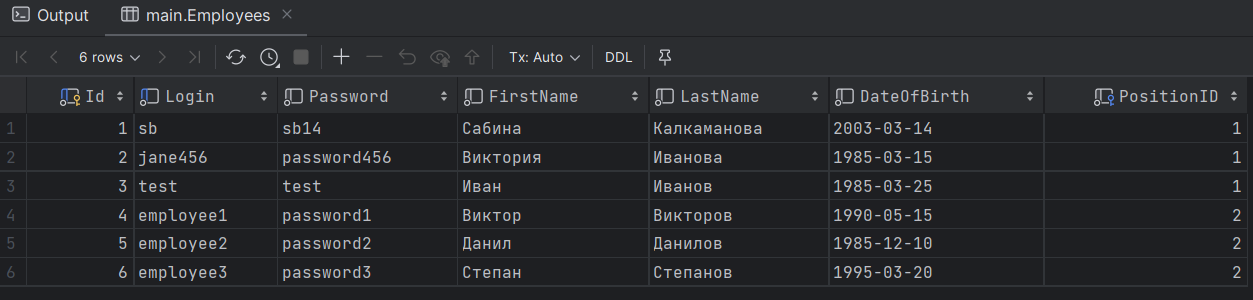 Output main.Employees
6 rows Tx: Auto DDL
Id Login Password FirstName LastName DateOfBirth PositionID
1 1 sb sb14 Сабина Калкаманова 2003-03-14 1
2 2 jane456 password456 Виктория Иванова 1985-03-15 1
3 3 test test Иван Иванов 1985-03-25 1
4 4 employee1 password1 Виктор Викторов 1990-05-15 2
5 5 employee2 password2 Данил Данилов 1985-12-10 2
6 6 employee3 password3 Степан Степанов 1995-03-20 2